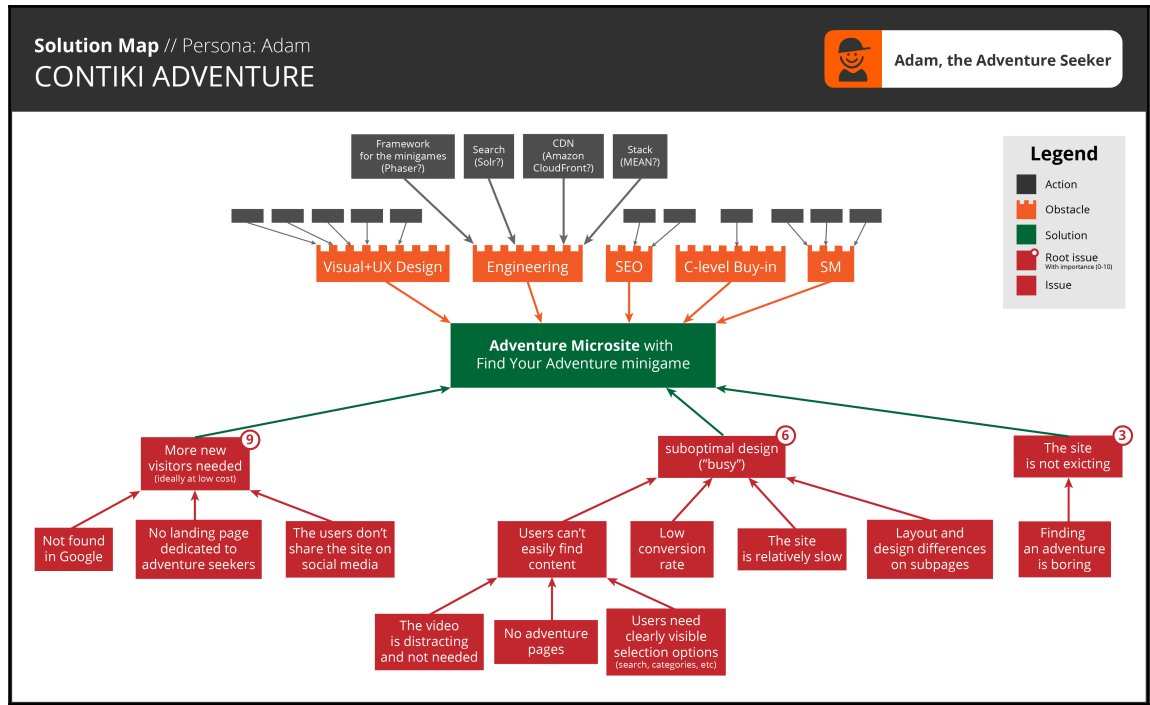 Solution Map // Persona: Adam
CONTIKI ADVENTURE
Adam, the Adventure Seeker
Framework
for the minigames
(Phaser?)
Search
(Solr?)
CDN
(Amazon
CloudFront?)
Stack
(MEAN?)
Legend
Action
Obstacle
Solution
Root issue
With importance (0-10)
Issue
Visual+UX Design
Engineering
SEO
C-level Buy-in
SM
Adventure Microsite with
Find Your Adventure minigame
9
More new
visitors needed
(ideally at low cost)
6
suboptimal design
("busy")
3
The site
is not exicting
Not found
in Google
No landing page
dedicated to
adventure seekers
The users don't
share the site on
social media
Users can't
easily find
content
Low
conversion
rate
The site
is relatively slow
Layout and
design differences
on subpages
Finding
an adventure
is boring
The video
is distracting
and not needed
No adventure
pages
Users need
clearly visible
selection options
(search, categories, etc)